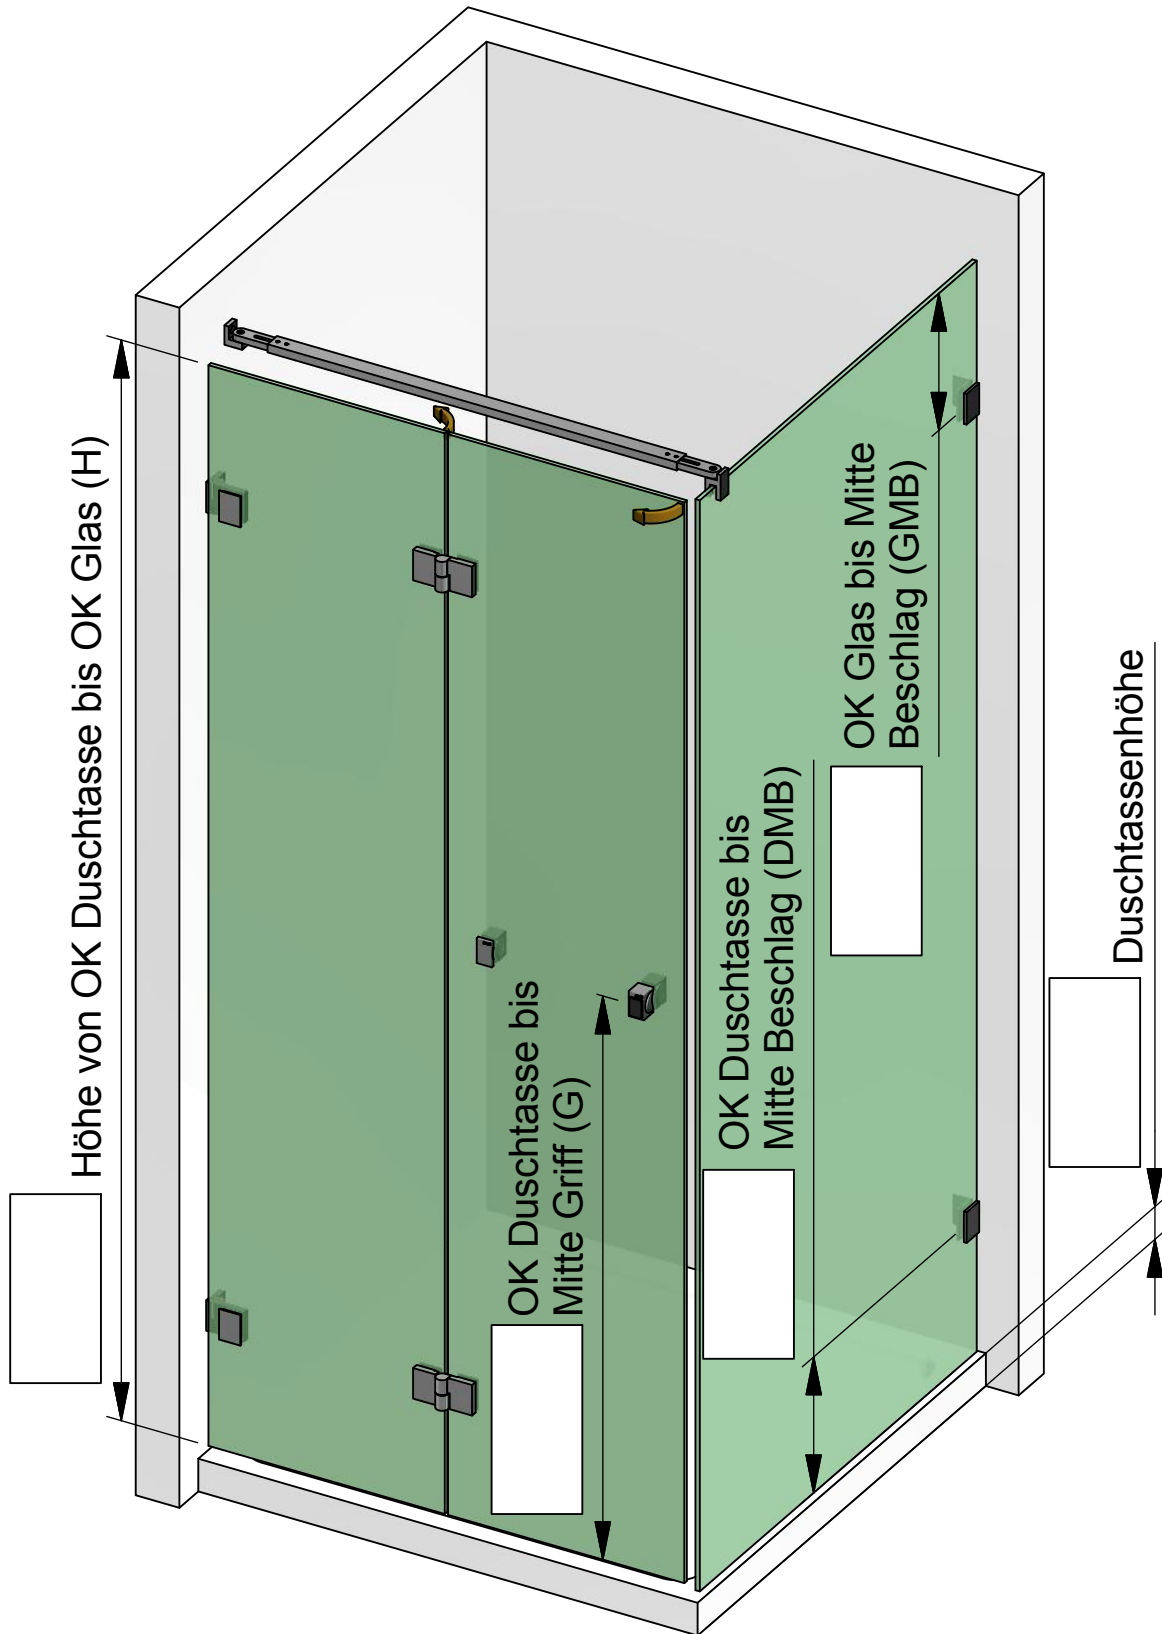 Höhe von OK Duschtasse bis OK Glas (H)
OK Duschtasse bis
Mitte Griff (G)
OK Duschtasse bis
Mitte Beschlag (DMB)
OK Glas bis Mitte
Beschlag (GMB)
Duschtassenhöhe